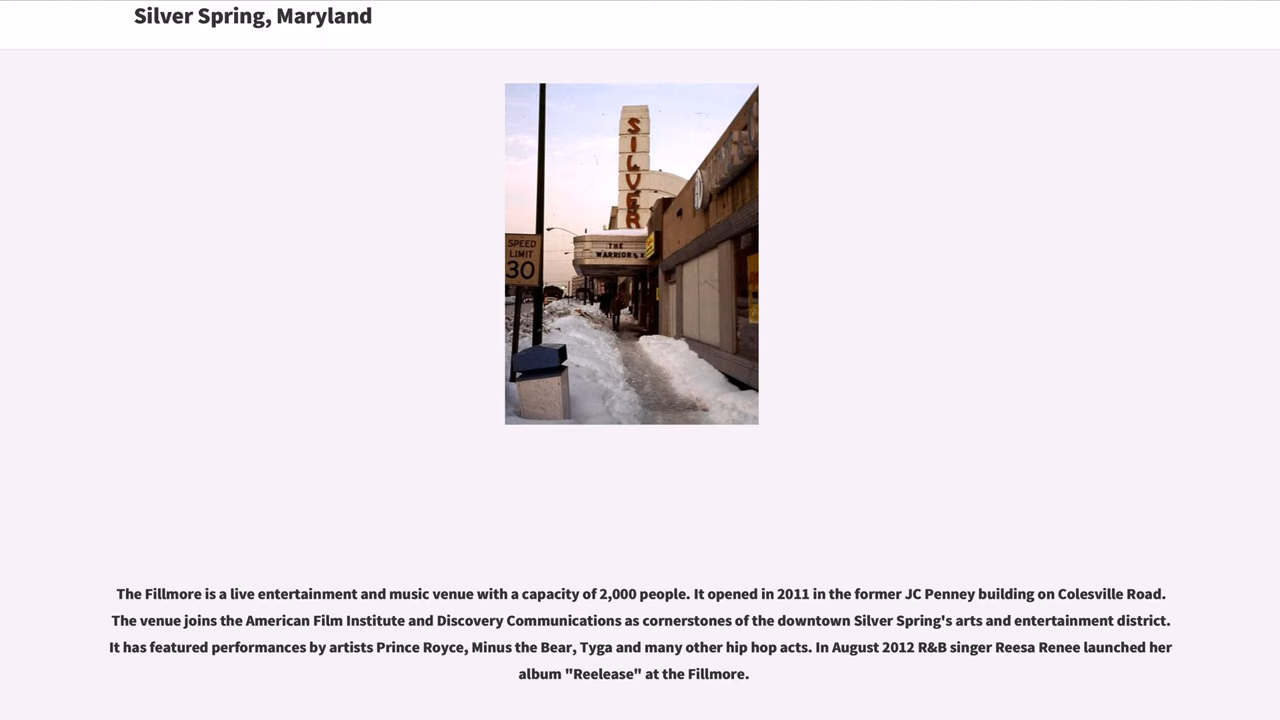 Silver Spring, Maryland
SILVER
SPEED
LIMIT
30
THE
The Fillmore is a live entertainment and music venue with a capacity of 2,000 people. It opened in 2011 in the former JC Penney building on Colesville Road.
The venue joins the American Film Institute and Discovery Communications as cornerstones of the downtown Silver Spring's arts and entertainment district.
It has featured performances by artists Prince Royce, Minus the Bear, Tyga and many other hip hop acts. In August 2012 R&B singer Reesa Renee launched her
album "Reelease" at the Fillmore.